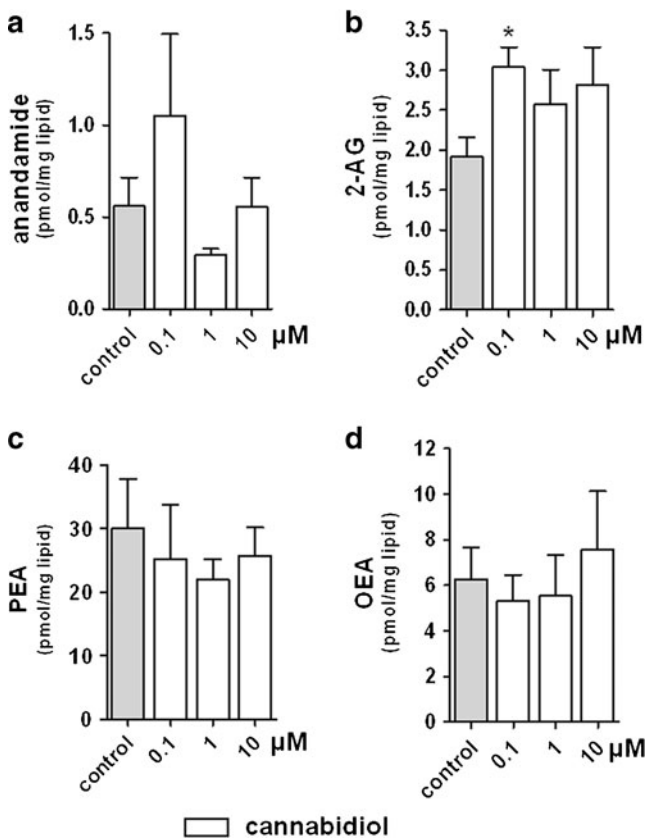 a
anandamide
(pmol/mg lipid)
1.5
1.0
0.5
0.0
control
0.1
1
10
µM
b
2-AG
(pmol/mg lipid)
3.5
3.0
2.5
2.0
1.5
1.0
0.5
0.0
*
control
0.1
1
10
µM
c
PEA
(pmol/mg lipid)
40
30
20
10
0
control
0.1
1
10
µM
d
OEA
(pmol/mg lipid)
12
10
8
6
4
2
0
control
0.1
1
10
µM
cannabidiol